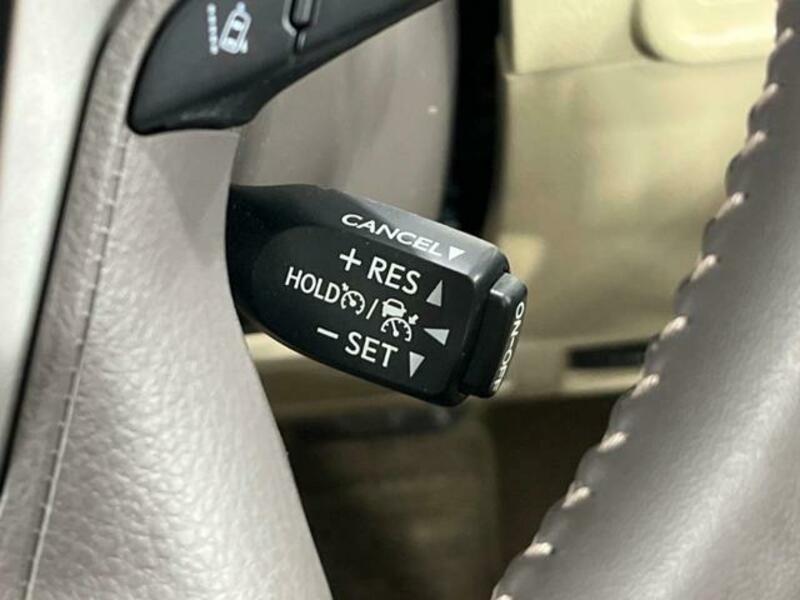 CANCEL
+ RES
HOLD /
− SET
ON-OFF